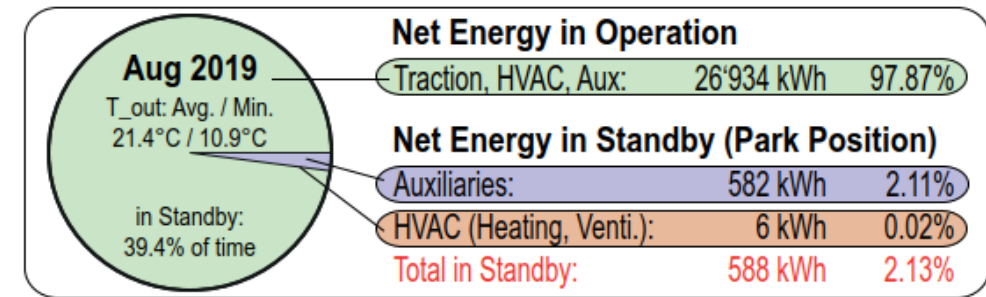 Aug 2019
T_out: Avg. / Min.
21.4°C / 10.9°C
in Standby:
39.4% of time
Net Energy in Operation
Traction, HVAC, Aux: 26‘934 kWh 97.87%
Net Energy in Standby (Park Position)
Auxiliaries: 582 kWh 2.11%
HVAC (Heating, Venti.): 6 kWh 0.02%
Total in Standby: 588 kWh 2.13%